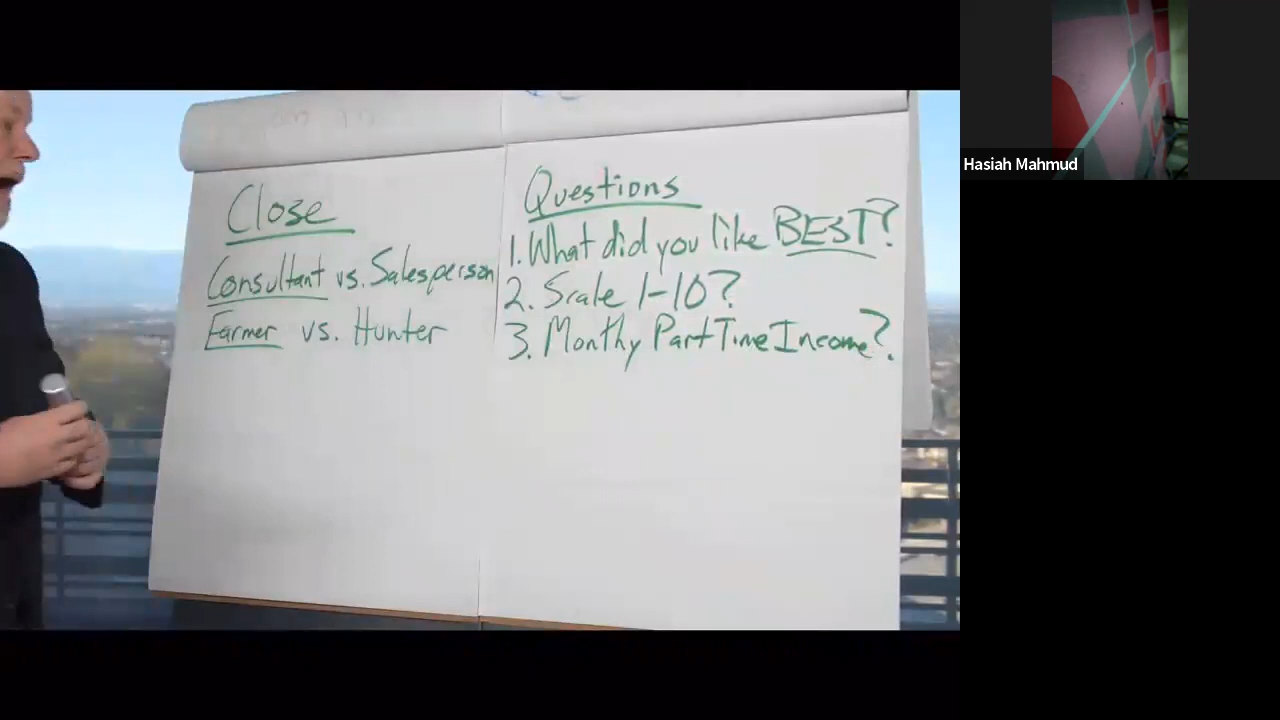 Close
Consultant vs. Salesperson
Farmer vs. Hunter
Questions
1. What did you like BEST?
2. Scale 1-10?
3. Monthy Part Time Income?
Hasiah Mahmud